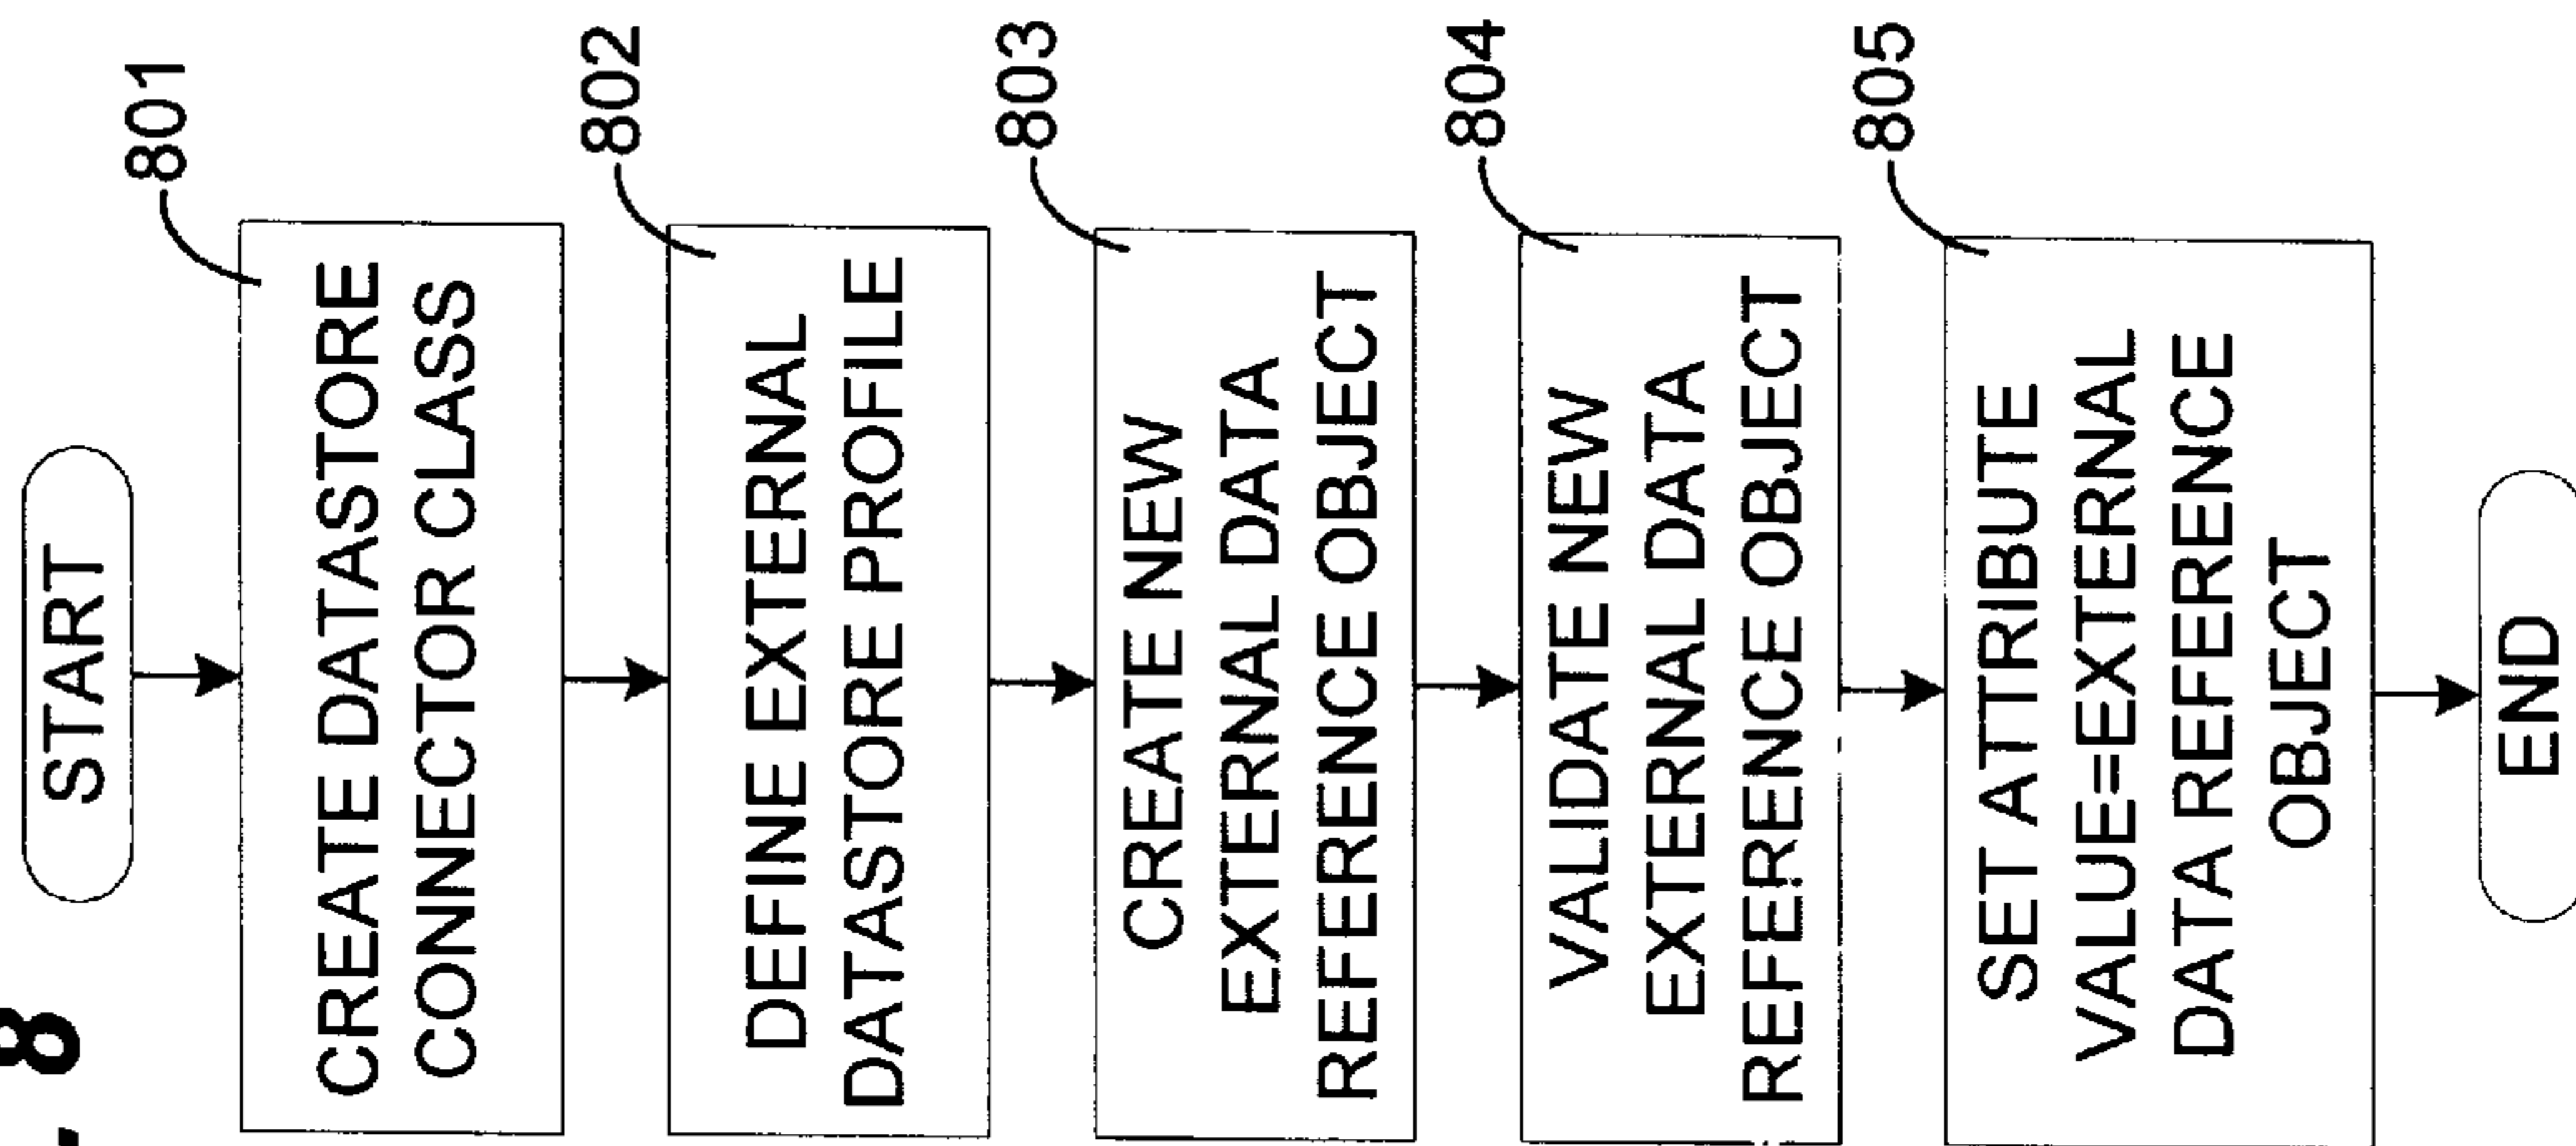 8
START
801
CREATE DATASTORE
CONNECTOR CLASS
802
DEFINE EXTERNAL
DATASTORE PROFILE
803
CREATE NEW
EXTERNAL DATA
REFERENCE OBJECT
804
VALIDATE NEW
EXTERNAL DATA
REFERENCE OBJECT
805
SET ATTRIBUTE
VALUE=EXTERNAL
DATA REFERENCE
OBJECT
END